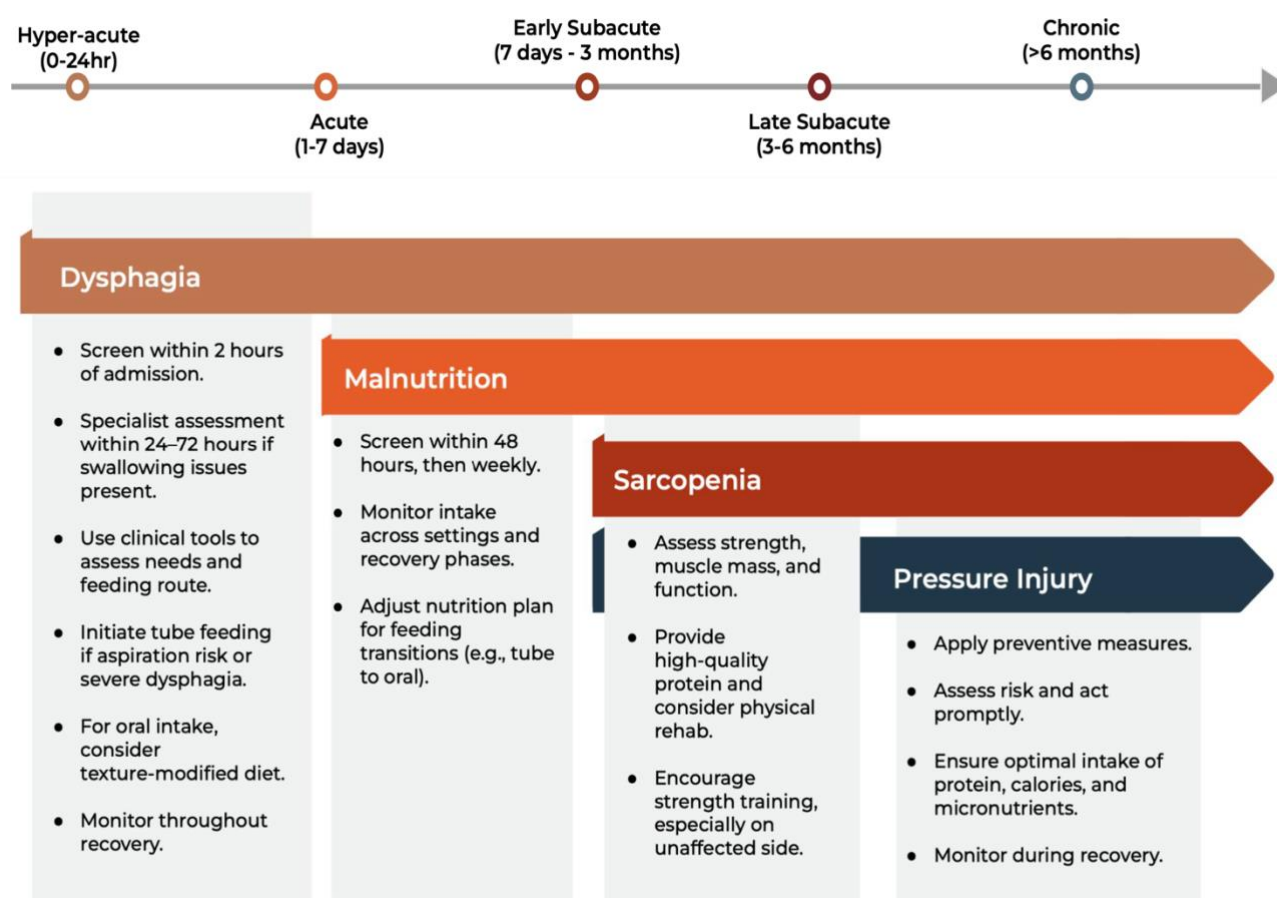 Hyper-acute
(0-24hr)
Acute
(1-7 days)
Early Subacute
(7 days - 3 months)
Late Subacute
(3-6 months)
Chronic
(>6 months)
Dysphagia
● Screen within 2 hours
of admission.
● Specialist assessment
within 24–72 hours if
swallowing issues
present.
● Use clinical tools to
assess needs and
feeding route.
● Initiate tube feeding
if aspiration risk or
severe dysphagia.
● For oral intake,
consider
texture-modified diet.
● Monitor throughout
recovery.
Malnutrition
● Screen within 48
hours, then weekly.
● Monitor intake
across settings and
recovery phases.
● Adjust nutrition plan
for feeding
transitions (e.g., tube
to oral).
Sarcopenia
● Assess strength,
muscle mass, and
function.
● Provide
high-quality
protein and
consider physical
rehab.
● Encourage
strength training,
especially on
unaffected side.
Pressure Injury
● Apply preventive measures.
● Assess risk and act
promptly.
● Ensure optimal intake of
protein, calories, and
micronutrients.
● Monitor during recovery.